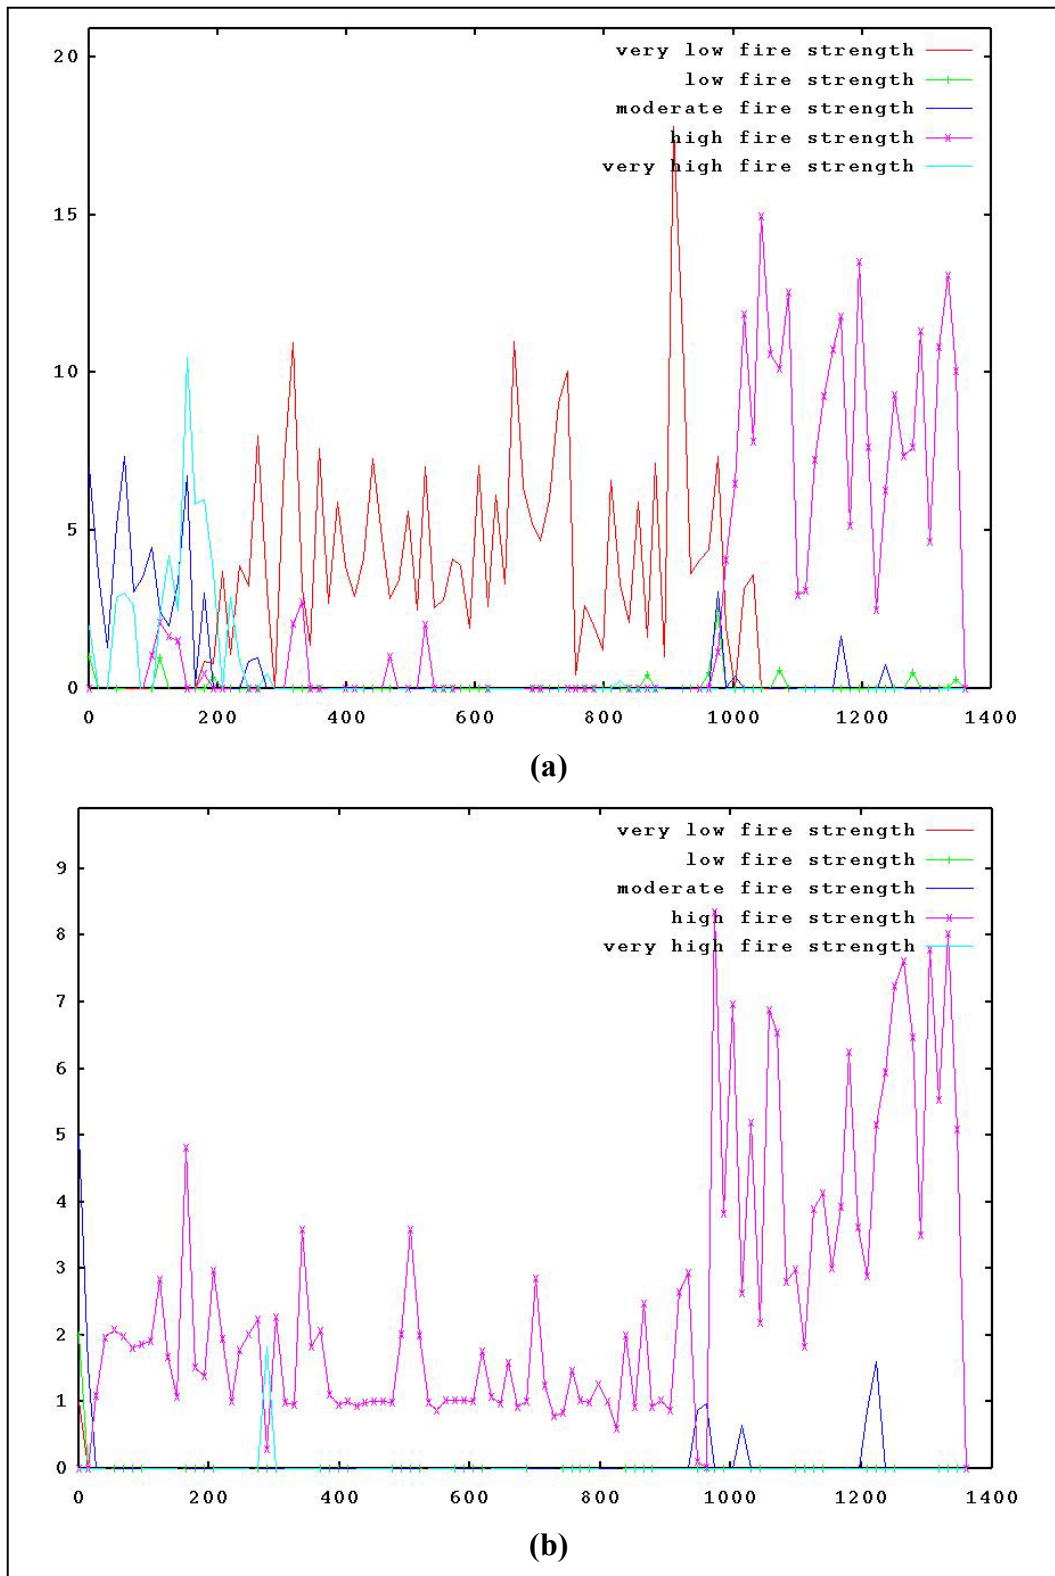 20
very low fire strength
low fire strength
moderate fire strength
high fire strength
very high fire strength
15
10
5
0
0 200 400 600 800 1000 1200 1400
(a)
very low fire strength
9
low fire strength
moderate fire strength
high fire strength
8
very high fire strength
7
6
5
4
3
2
1
0
0 200 400 600 800 1000 1200 1400
(b)